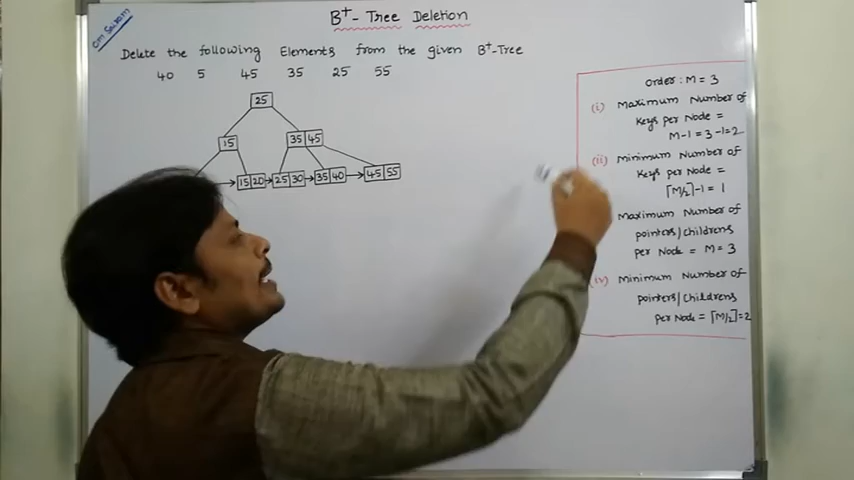 Om Sairam
B+- Tree Deletion
Delete the following Elements from the given B+-Tree
40 5 45 35 25 55
25
15
35 45
15 20
25 30
35 40
45 55
Order: M = 3
(i) Maximum Number of
Keys per Node =
M-1 = 3-1 = 2
(ii) Minimum Number of
Keys per Node =
⌈M/2⌉-1 = 1
Maximum Number of
pointers/childrens
per Node = M = 3
(iv) Minimum Number of
pointers/childrens
per Node = ⌈M/2⌉=2